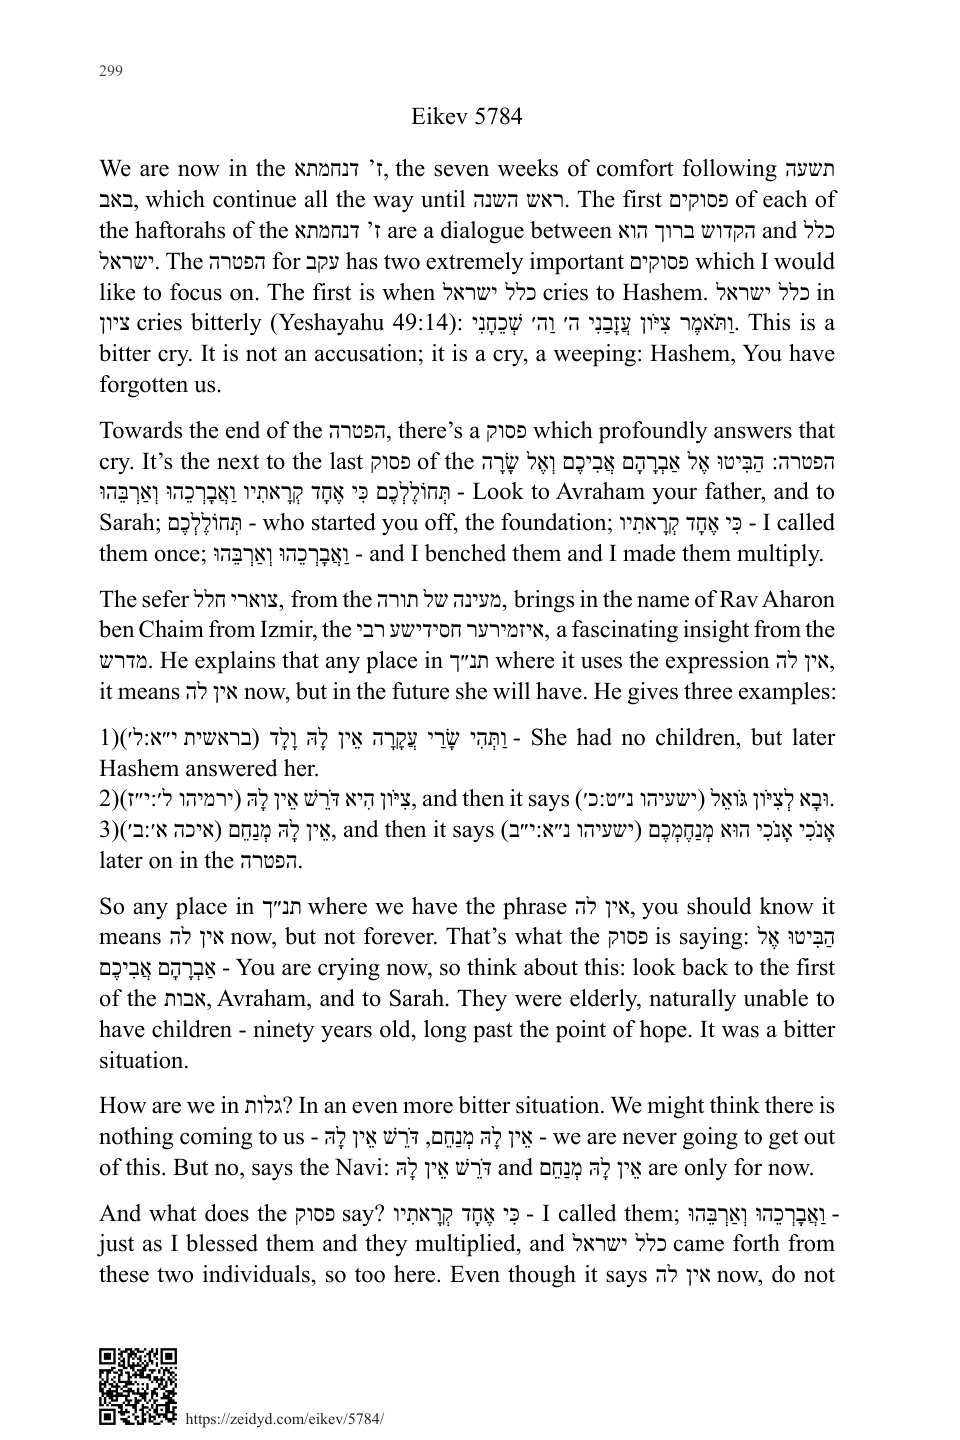 299
Eikev 5784
We are now in the ז’ דנחמתא, the seven weeks of comfort following תשעה
באב, which continue all the way until ראש השנה. The first פסוקים of each of
the haftorahs of the ז’ דנחמתא are a dialogue between הקדוש ברוך הוא and כלל
ישראל. The הפטרה for עקב has two extremely important פסוקים which I would
like to focus on. The first is when כלל ישראל cries to Hashem. כלל ישראל in
ציון cries bitterly (Yeshayahu 49:14): וַתֹּאמֶר צִיּוֹן עֲזָבַנִי ה׳ וַה׳ שְׁכֵחָנִי. This is a
bitter cry. It is not an accusation; it is a cry, a weeping: Hashem, You have
forgotten us.
Towards the end of the הפטרה, there’s a פסוק which profoundly answers that
cry. It’s the next to the last פסוק of the הפטרה: הַבִּיטוּ אֶל אַבְרָהָם אֲבִיכֶם וְאֶל שָׂרָה
תְּחוֹלֶלְכֶם כִּי אֶחָד קְרָאתִיו וַאֲבָרְכֵהוּ וְאַרְבֵּהוּ - Look to Avraham your father, and to
Sarah; תְּחוֹלֶלְכֶם - who started you off, the foundation; כִּי אֶחָד קְרָאתִיו - I called
them once; וַאֲבָרְכֵהוּ וְאַרְבֵּהוּ - and I benched them and I made them multiply.
The sefer צוארי חלל, from the מעינה של תורה, brings in the name of Rav Aharon
ben Chaim from Izmir, the איזמירער חסידישע רבי, a fascinating insight from the
מדרש. He explains that any place in תנ״ך where it uses the expression אין לה,
it means אין לה now, but in the future she will have. He gives three examples:
1)וַתְּהִי שָׂרַי עֲקָרָה אֵין לָהּ וָלָד (בראשית י״א:ל׳) - She had no children, but later
Hashem answered her.
2)צִיּוֹן הִיא דֹּרֵשׁ אֵין לָהּ (ירמיהו ל׳:י״ז), and then it says וּבָא לְצִיּוֹן גּוֹאֵל (ישעיהו נ״ט:כ׳).
3)אֵין לָהּ מְנַחֵם (איכה א׳:ב׳), and then it says אָנֹכִי אָנֹכִי הוּא מְנַחֶמְכֶם (ישעיהו נ״א:י״ב)
later on in the הפטרה.
So any place in תנ״ך where we have the phrase אין לה, you should know it
means אין לה now, but not forever. That’s what the פסוק is saying: הַבִּיטוּ אֶל
אַבְרָהָם אֲבִיכֶם - You are crying now, so think about this: look back to the first
of the אבות, Avraham, and to Sarah. They were elderly, naturally unable to
have children - ninety years old, long past the point of hope. It was a bitter
situation.
How are we in גלות? In an even more bitter situation. We might think there is
nothing coming to us - אֵין לָהּ מְנַחֵם, דֹּרֵשׁ אֵין לָהּ - we are never going to get out
of this. But no, says the Navi: דֹּרֵשׁ אֵין לָהּ and אֵין לָהּ מְנַחֵם are only for now.
And what does the פסוק say? כִּי אֶחָד קְרָאתִיו - I called them; וַאֲבָרְכֵהוּ וְאַרְבֵּהוּ -
just as I blessed them and they multiplied, and כלל ישראל came forth from
these two individuals, so too here. Even though it says אין לה now, do not
https://zeidyd.com/eikev/5784/